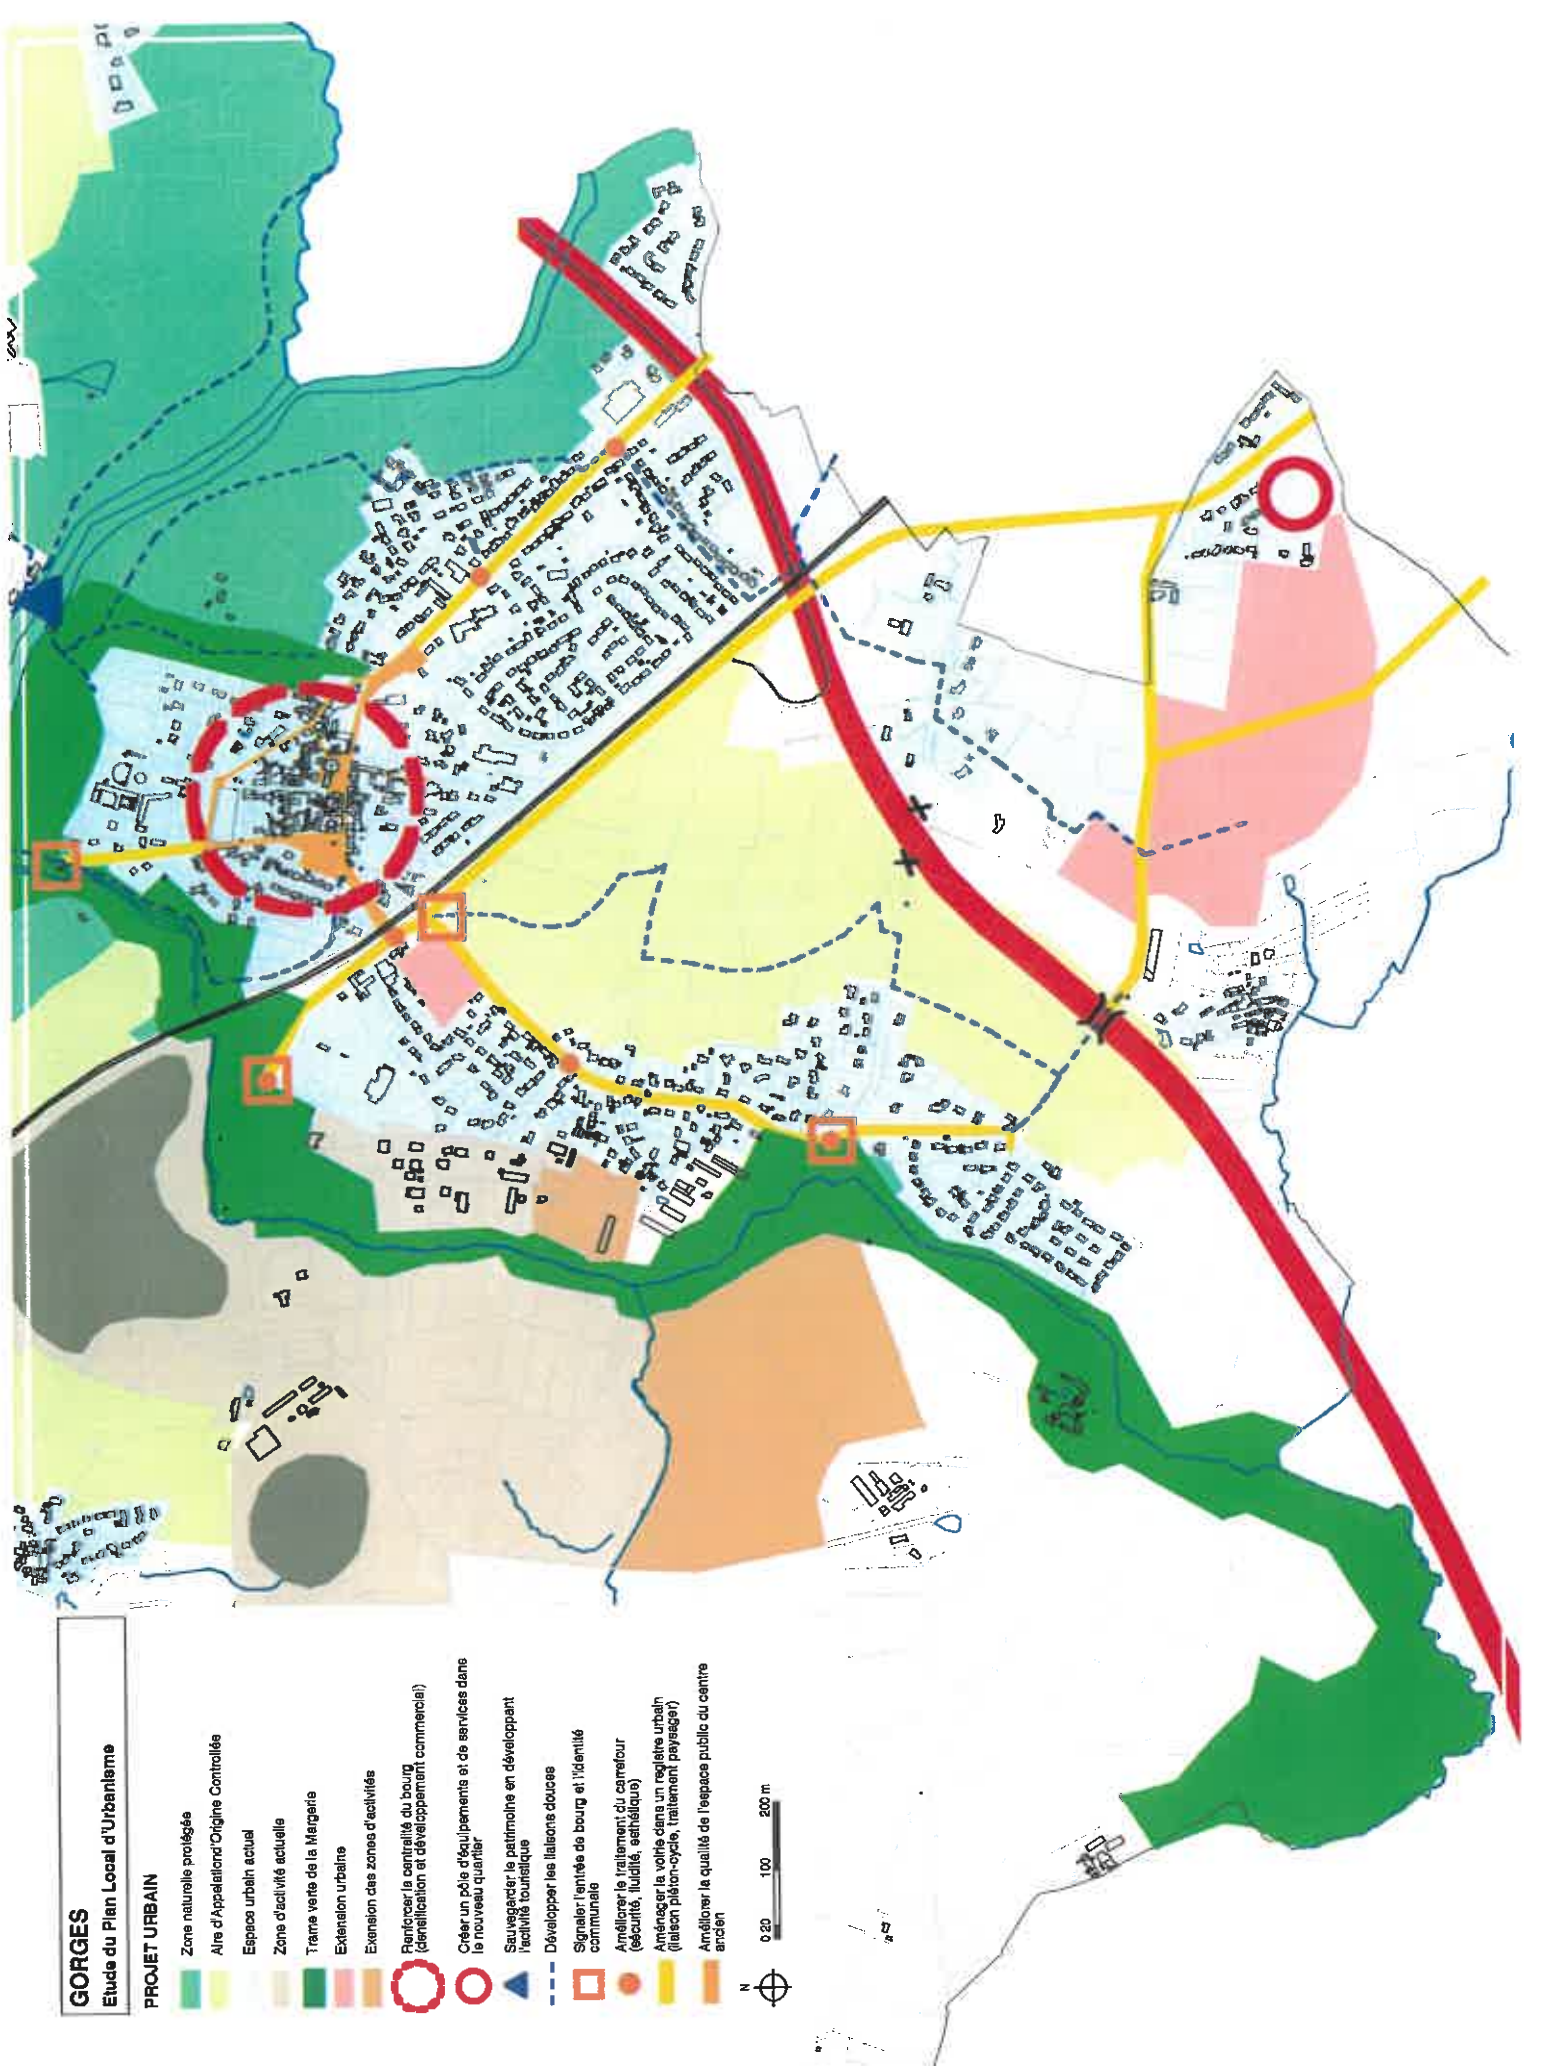 GORGES
Etude du Plan Local d'Urbanisme
PROJET URBAIN
Zone naturelle protégée
Aire d'Appelationd'Origine Controllée
Espace urbain actuel
Zone d'activité actuelle
Trame verte de la Margerie
Extension urbaine
Exension des zones d'activités
Renforcer la centralité du bourg
(densification et développement commercial)
Créer un pôle d'équipements et de services dans
le nouveau quartier
Sauvegarder le patrimoine en développant
l'activité touristique
Développer les liaisons douces
Signaler l'entrée de bourg et l'identité
communale
Améliorer le traitement du carrefour
(sécurité, fluidité, esthétique)
Aménager la voirie dans un registre urbain
(liaison piéton-cycle, traitement paysager)
Améliorer la qualité de l'espace public du centre
ancien
N
0 20 100 200 m